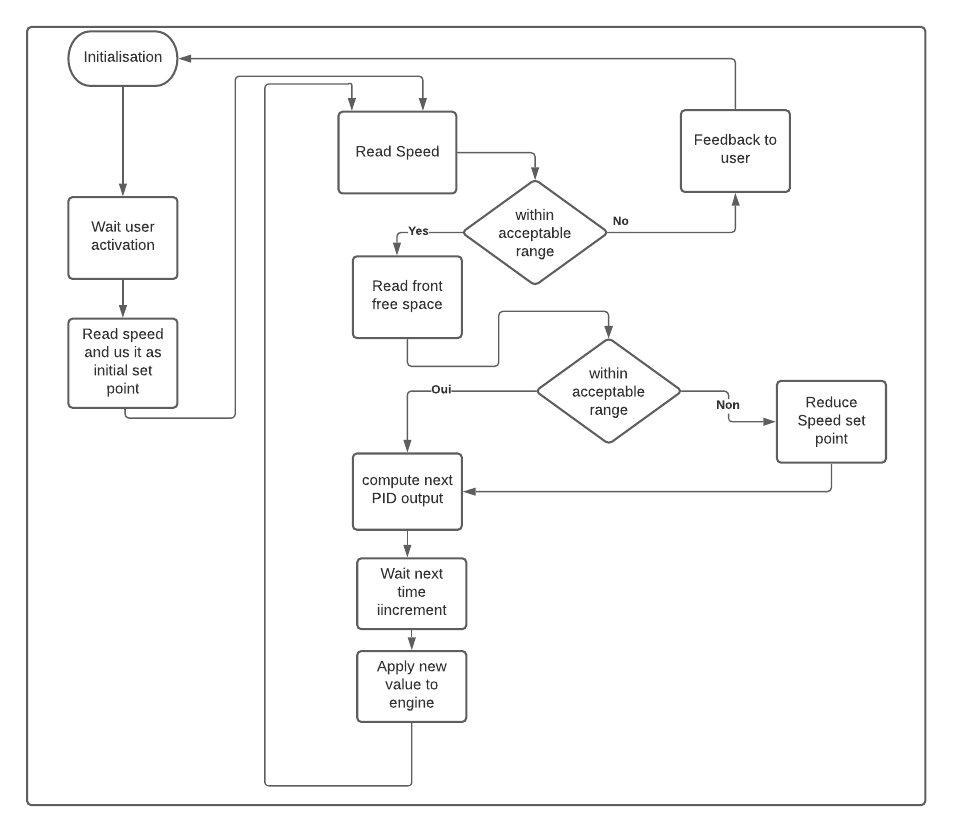 Initialisation
Wait user
activation
Read speed
and us it as
initial set
point
Read Speed
within
acceptable
range
Yes
No
Feedback to
user
Read front
free space
within
acceptable
range
Oui
Non
Reduce
Speed set
point
compute next
PID output
Wait next
time
iincrement
Apply new
value to
engine